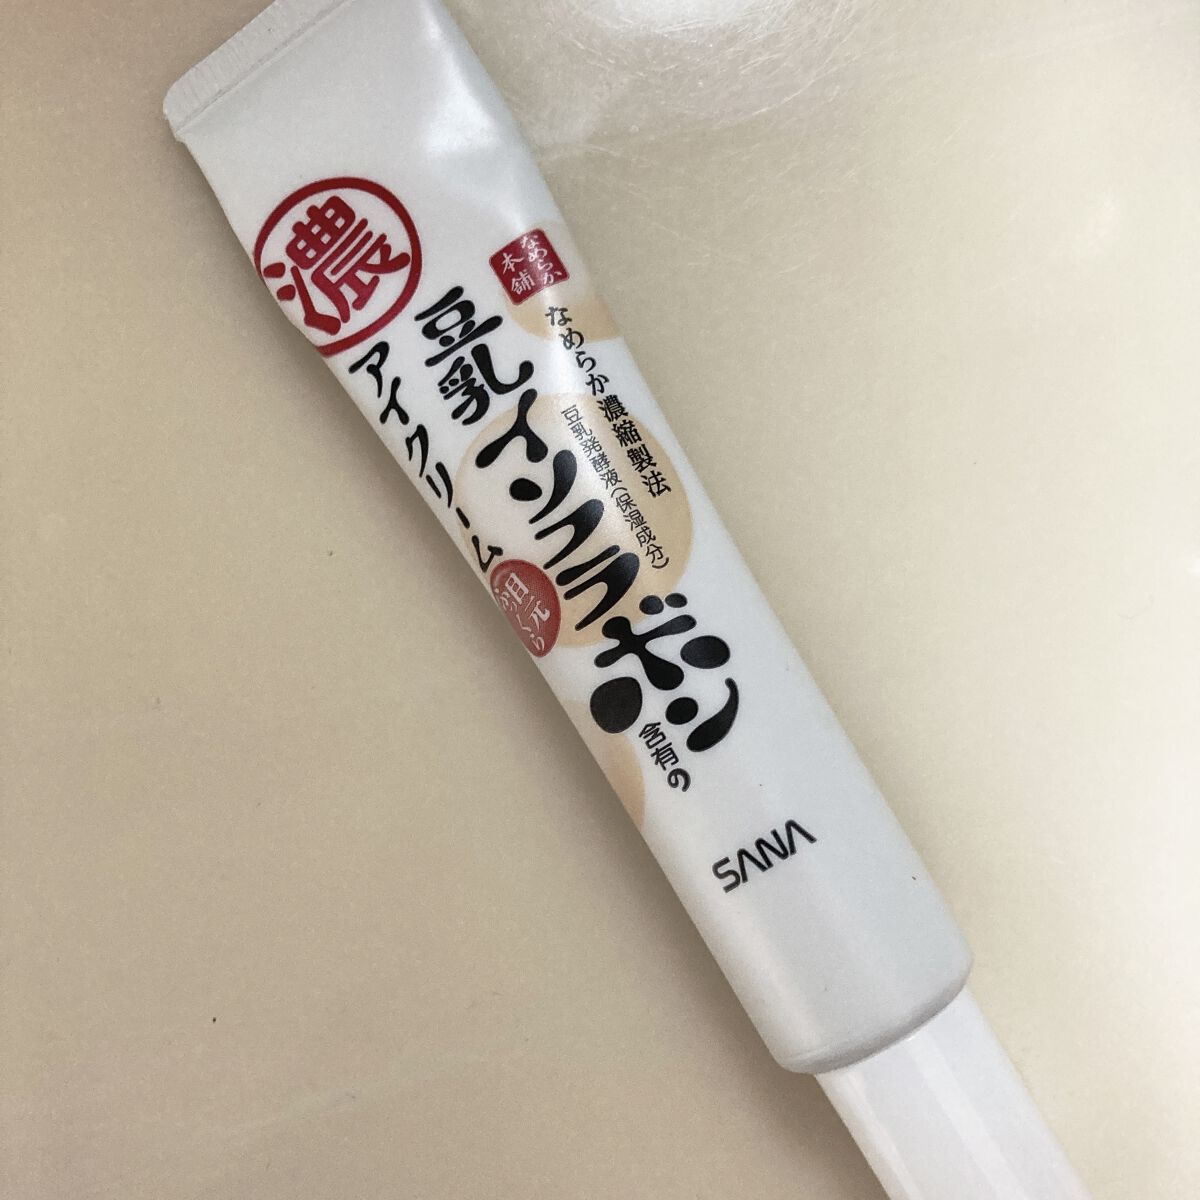 濃
なめらか
本舗
なめらか濃縮製法
豆乳発酵液(保湿成分)
豆乳イソフラボン
含有の
アイクリーム
目元
ふっくら
SANA